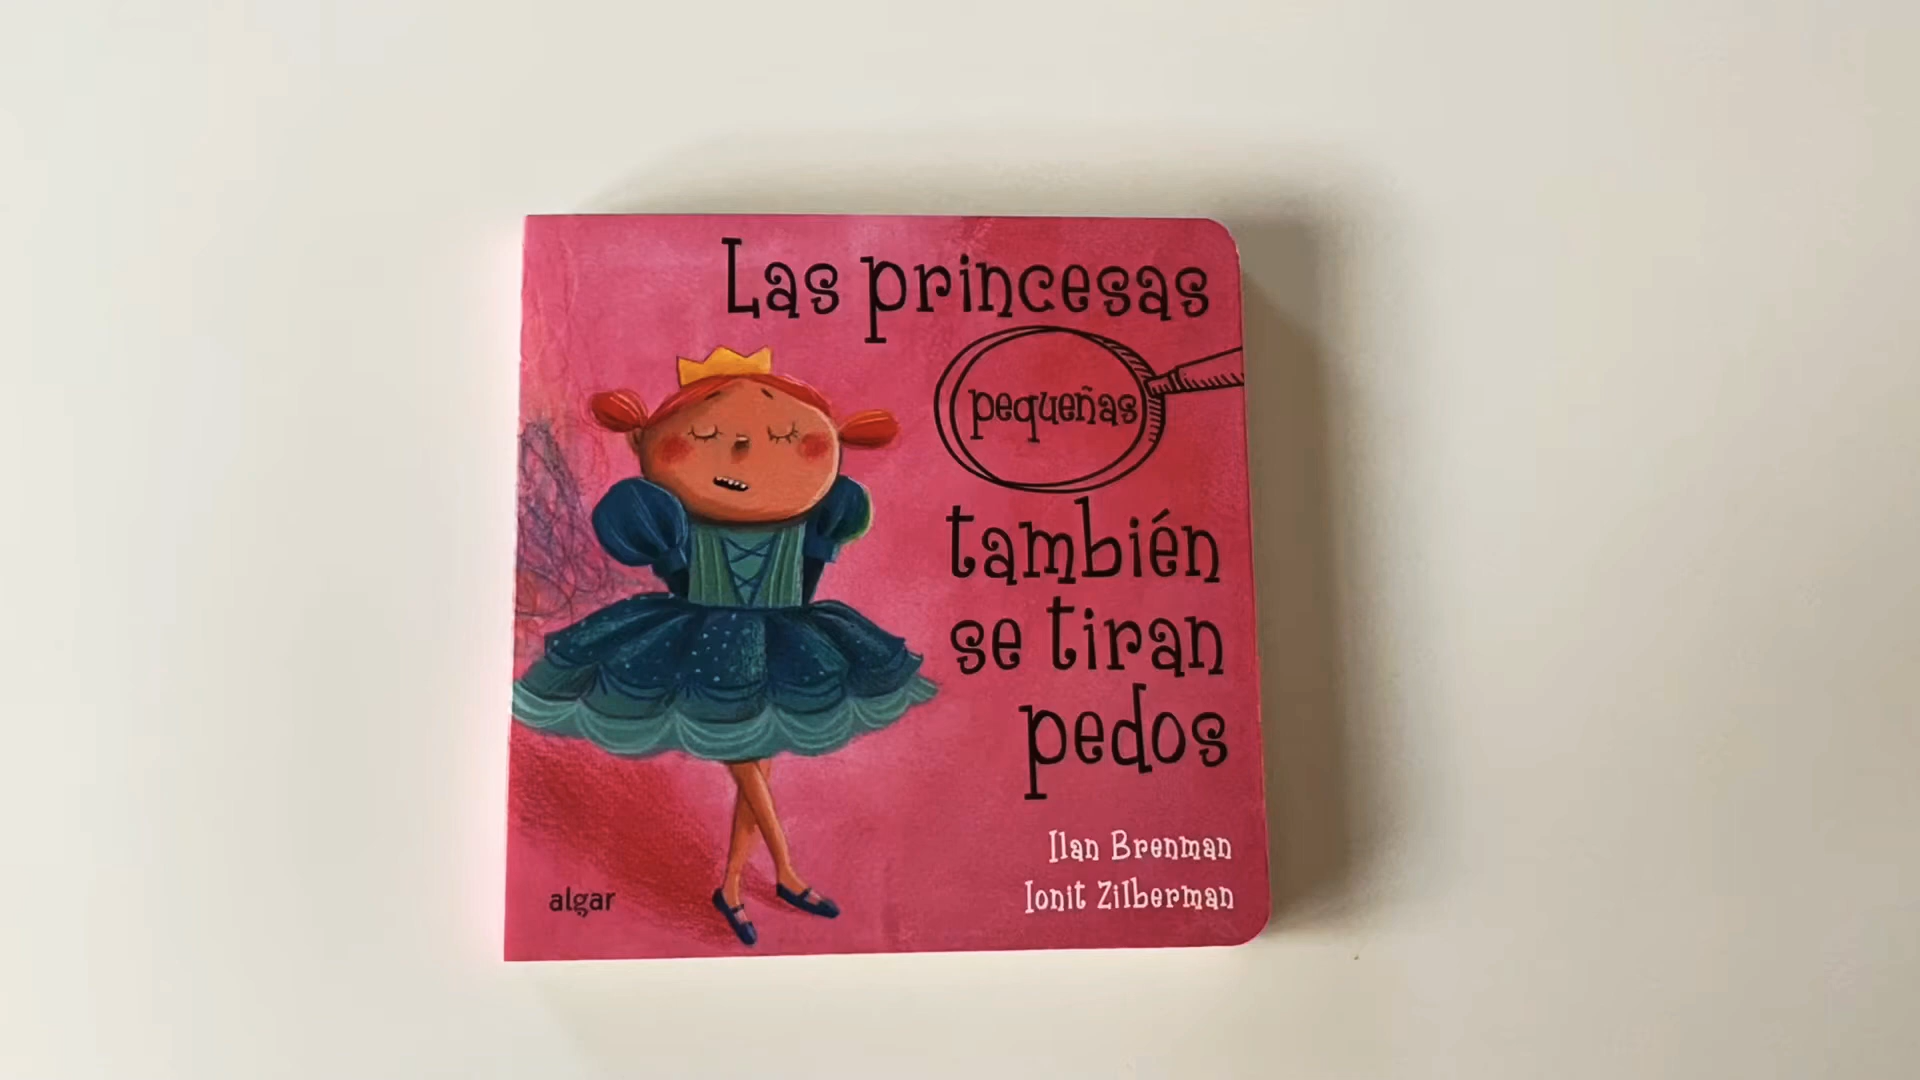 Las princesas
pequeñas
también
se tiran
pedos
Ilan Brenman
Ionit Zilberman
algar